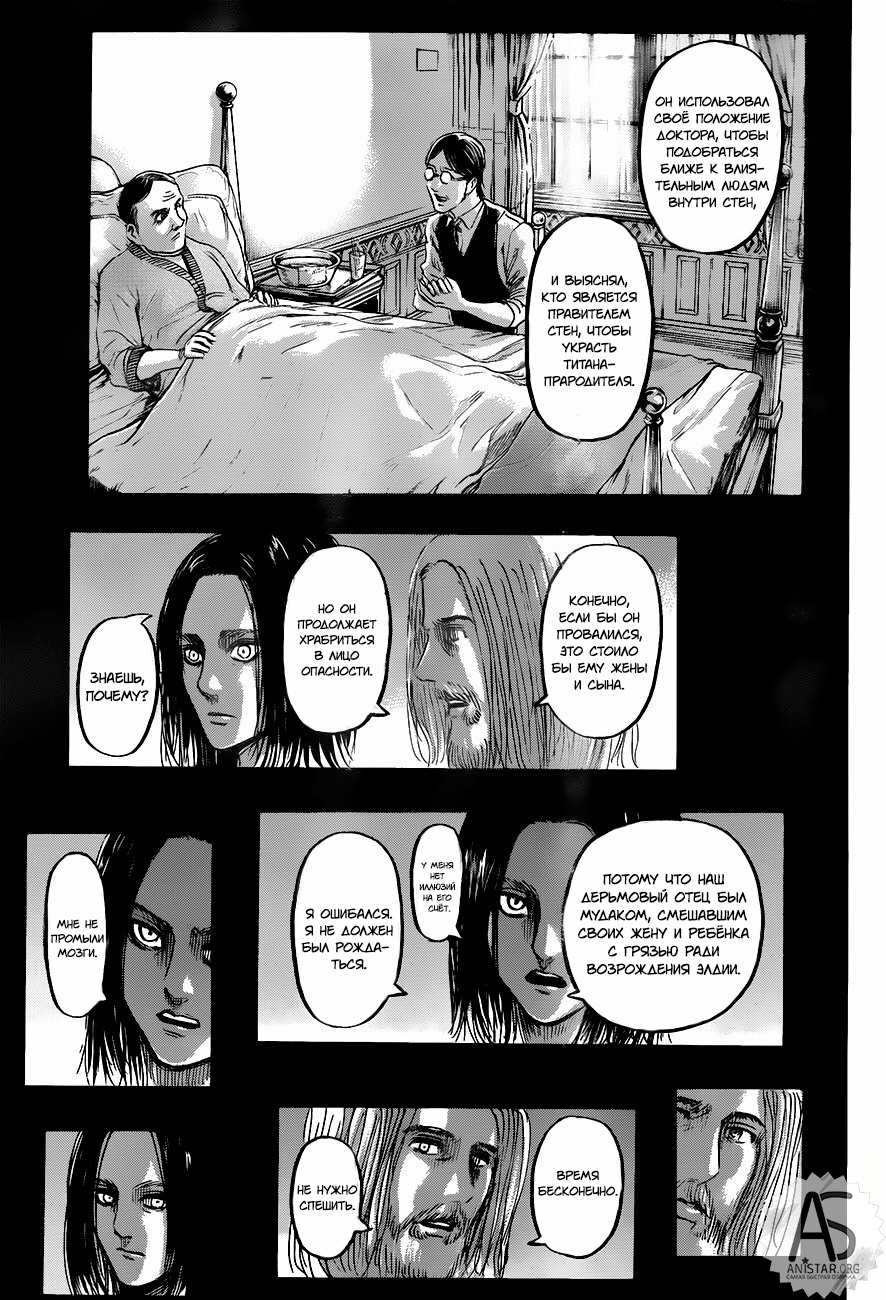 ОН ИСПОЛЬЗОВАЛ
СВОЁ ПОЛОЖЕНИЕ
ДОКТОРА, ЧТОБЫ
ПОДОБРАТЬСЯ
БЛИЖЕ К ВЛИЯ-
ТЕЛЬНЫМ ЛЮДЯМ
ВНУТРИ СТЕН,
И ВЫЯСНЯЛ,
КТО ЯВЛЯЕТСЯ
ПРАВИТЕЛЕМ
СТЕН, ЧТОБЫ
УКРАСТЬ
ТИТАНА-
ПРАРОДИТЕЛЯ.
КОНЕЧНО,
ЕСЛИ БЫ ОН
ПРОВАЛИЛСЯ,
ЭТО СТОИЛО
БЫ ЕМУ ЖЕНЫ
И СЫНА.
НО ОН
ПРОДОЛЖАЕТ
ХРАБРИТЬСЯ
В ЛИЦО
ОПАСНОСТИ.
ЗНАЕШЬ,
ПОЧЕМУ?
ПОТОМУ ЧТО НАШ
ДЕРЬМОВЫЙ ОТЕЦ БЫЛ
МУДАКОМ, СМЕШАВШИМ
СВОИХ ЖЕНУ И РЕБЁНКА
С ГРЯЗЬЮ РАДИ
ВОЗРОЖДЕНИЯ ЭЛДИИ.
У МЕНЯ
НЕТ
ИЛЛЮЗИЙ
НА ЕГО
СЧЁТ.
Я ОШИБАЛСЯ.
Я НЕ ДОЛЖЕН
БЫЛ РОЖДА-
ТЬСЯ.
МНЕ НЕ
ПРОМЫЛИ
МОЗГИ.
ВРЕМЯ
БЕСКОНЕЧНО.
НЕ НУЖНО
СПЕШИТЬ.
AS
ANISTAR.ORG
САМАЯ БЫСТРАЯ ОЗВУЧКА